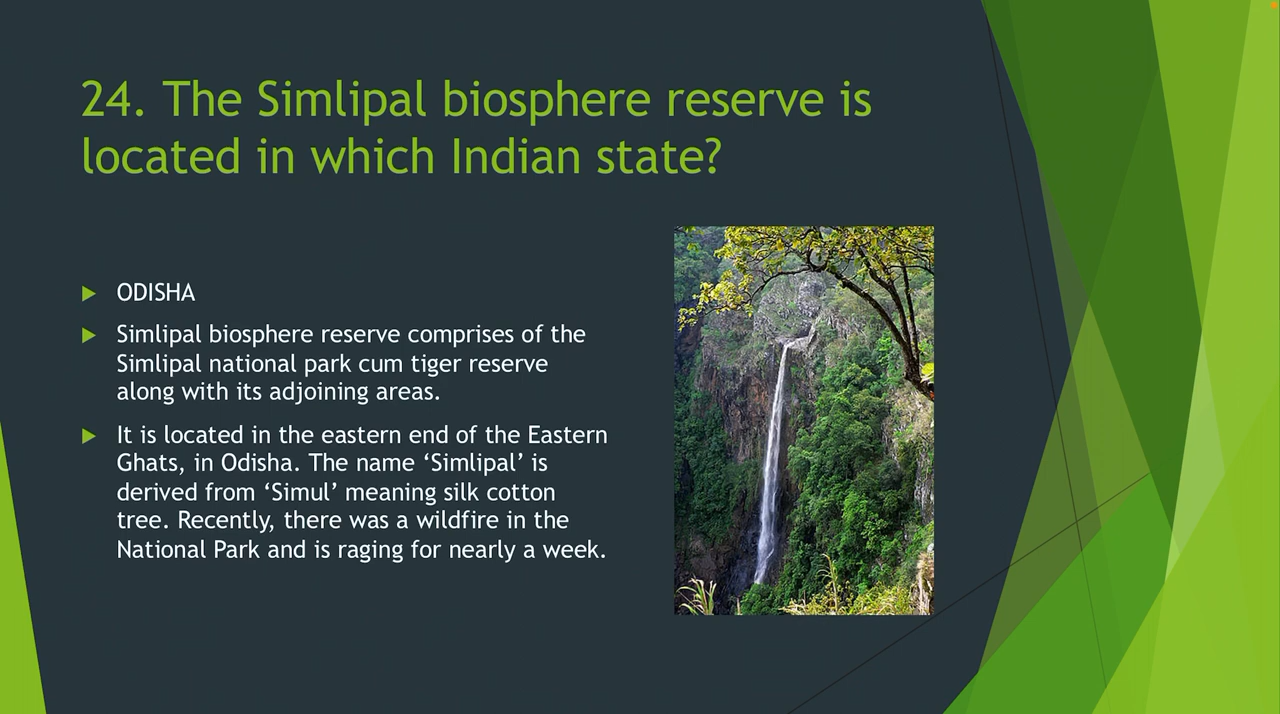 24. The Simlipal biosphere reserve is
located in which Indian state?
ODISHA
Simlipal biosphere reserve comprises of the
Simlipal national park cum tiger reserve
along with its adjoining areas.
It is located in the eastern end of the Eastern
Ghats, in Odisha. The name ‘Simlipal’ is
derived from ‘Simul’ meaning silk cotton
tree. Recently, there was a wildfire in the
National Park and is raging for nearly a week.